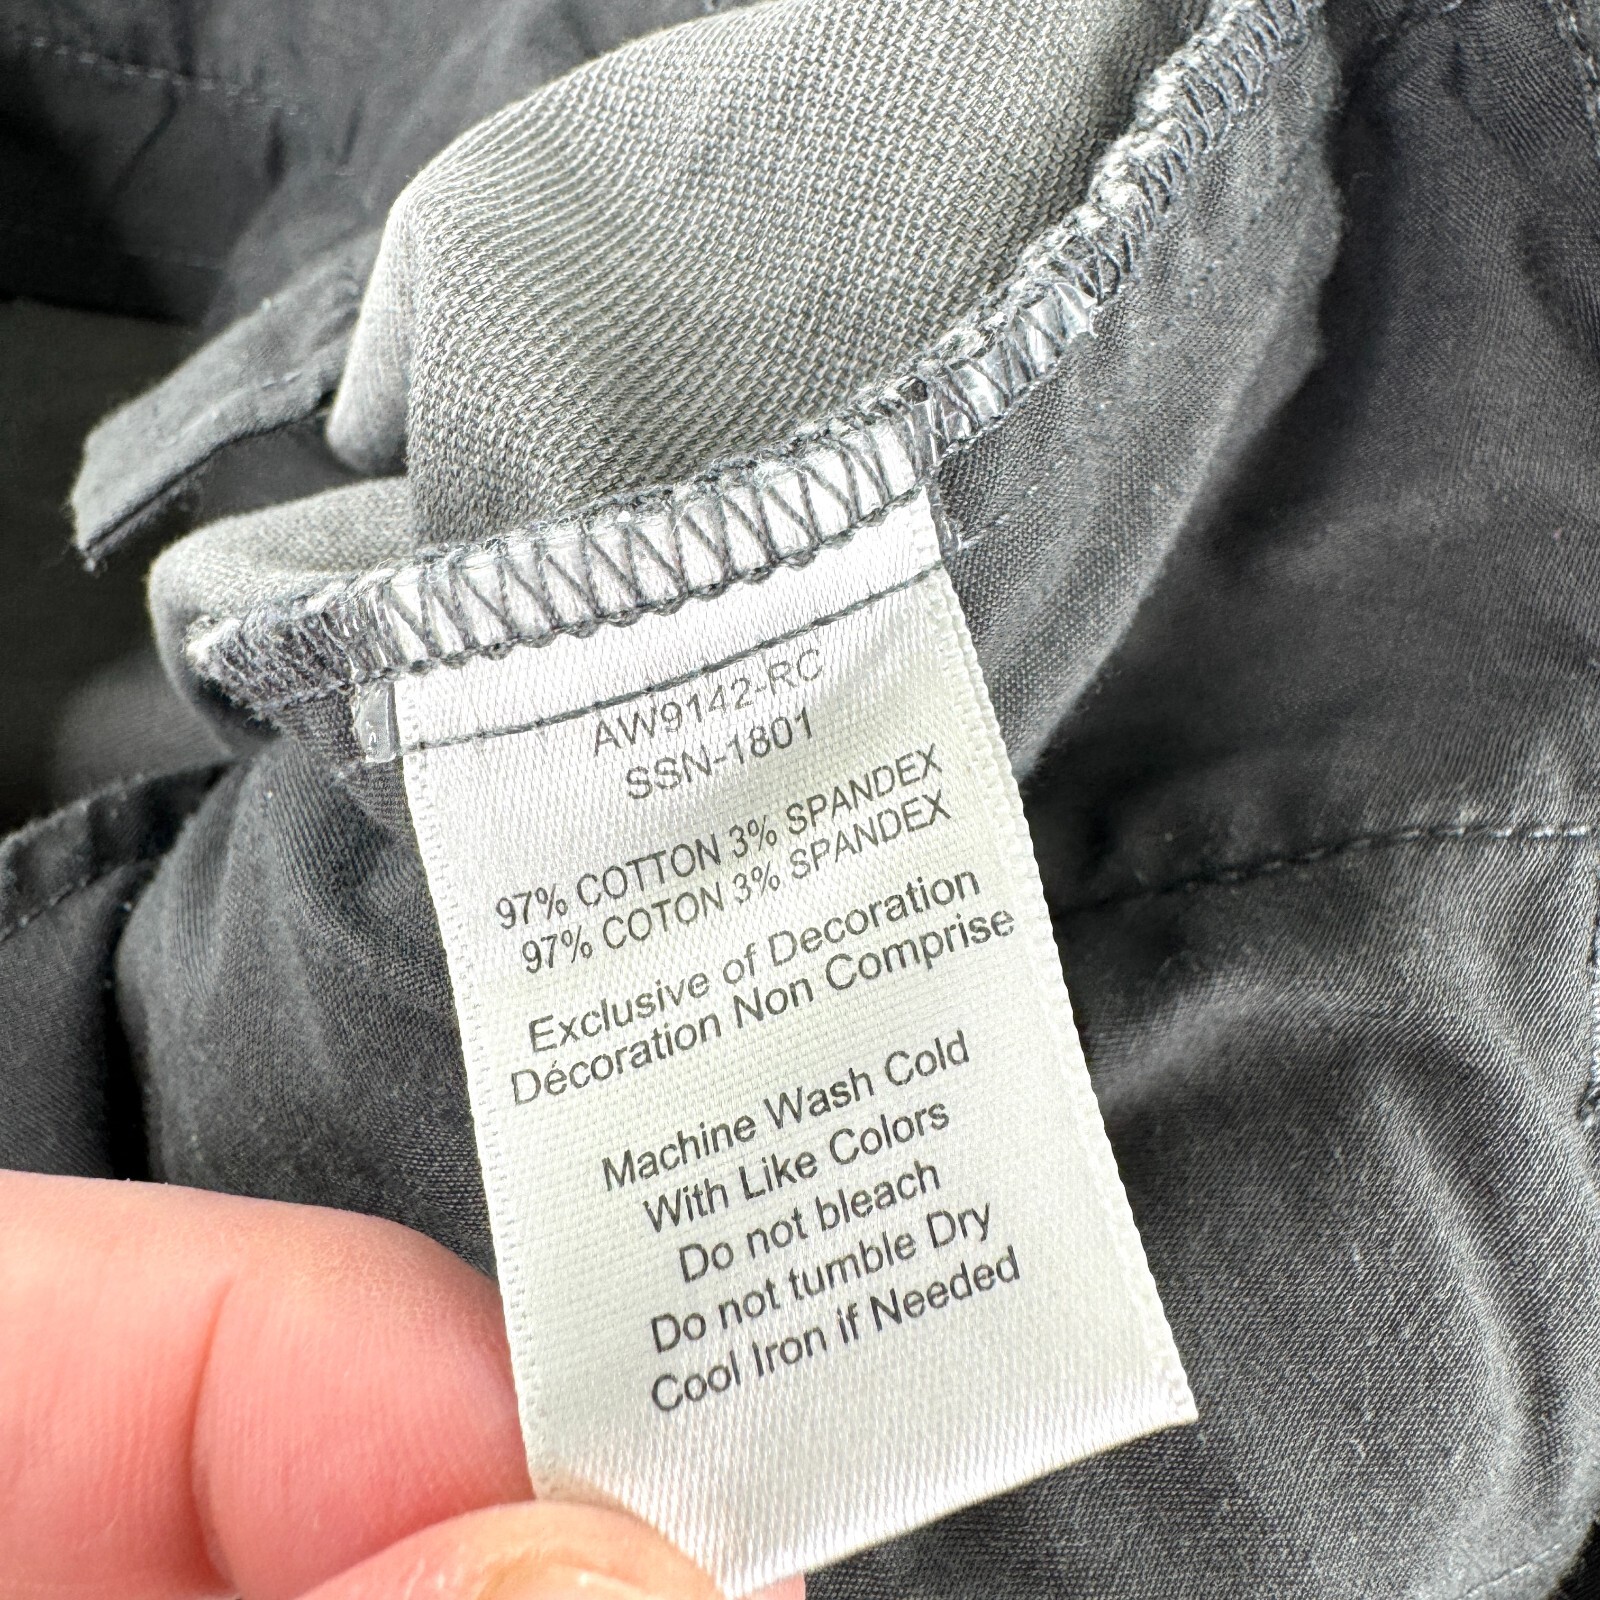 AW9142-RC
SSN-1801
97% COTTON 3% SPANDEX
97% COTON 3% SPANDEX
Exclusive of Decoration
Décoration Non Comprise
Machine Wash Cold
With Like Colors
Do not bleach
Do not tumble Dry
Cool Iron if Needed